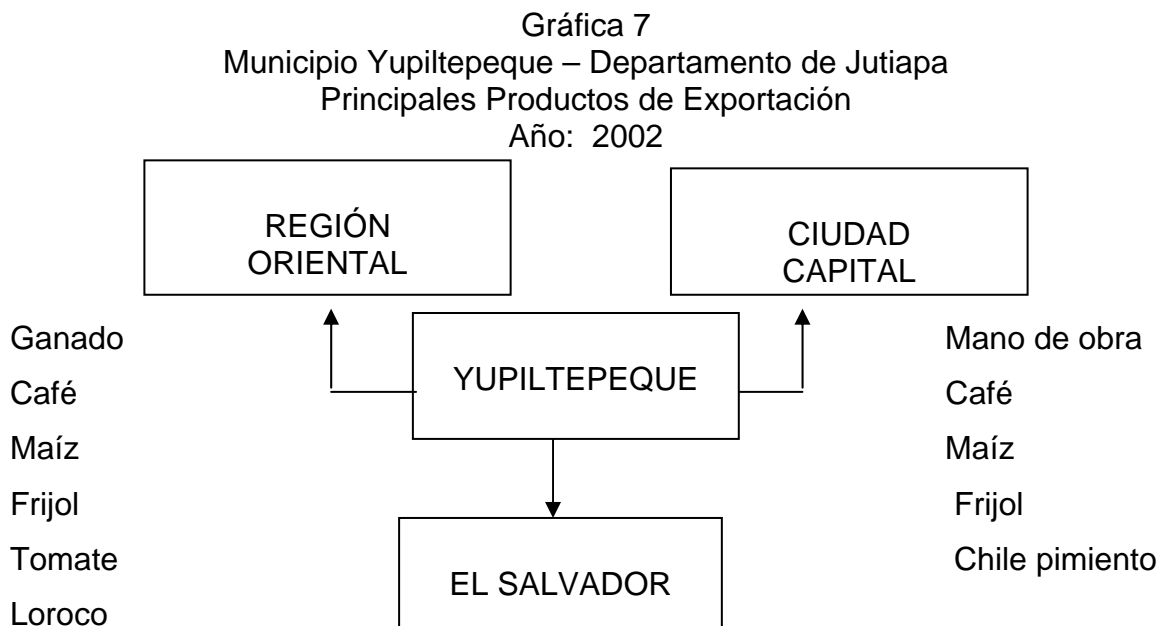 Gráfica 7
Municipio Yupiltepeque – Departamento de Jutiapa
Principales Productos de Exportación
Año: 2002
REGIÓN
ORIENTAL
CIUDAD
CAPITAL
YUPILTEPEQUE
EL SALVADOR
Ganado
Café
Maíz
Frijol
Tomate
Loroco
Mano de obra
Café
Maíz
Frijol
Chile pimiento